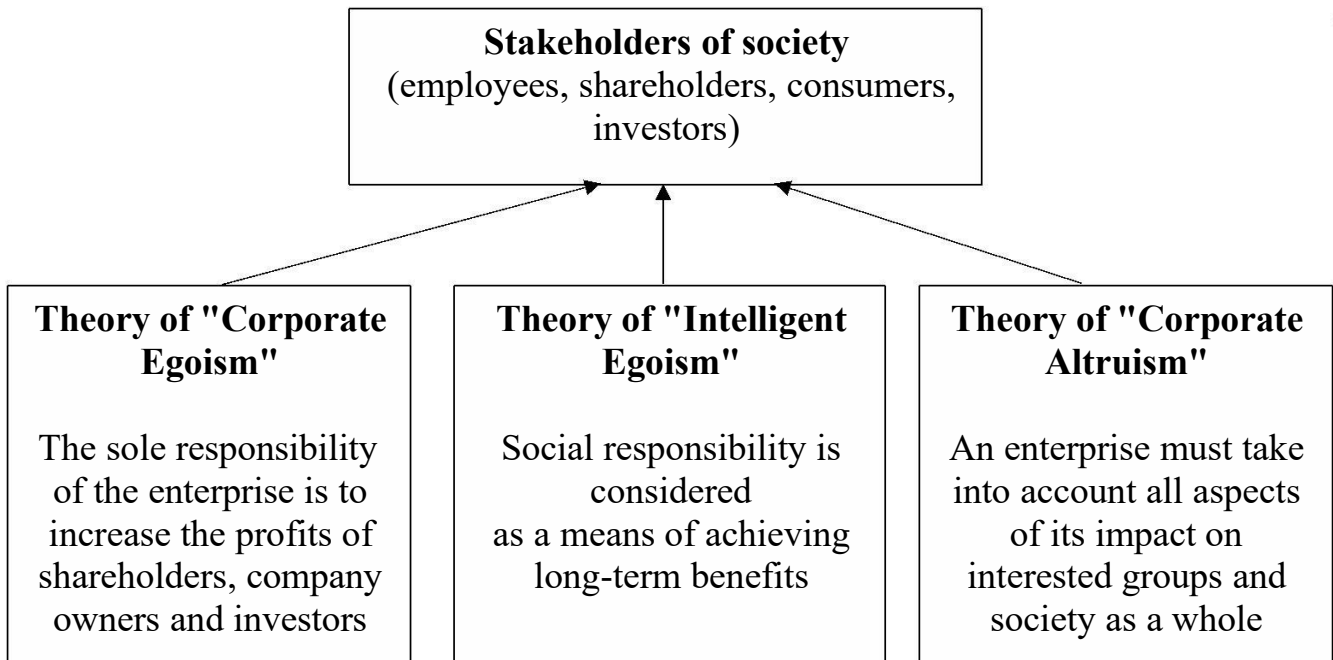 Stakeholders of society
(employees, shareholders, consumers,
investors)
Theory of "Corporate
Egoism"
The sole responsibility
of the enterprise is to
increase the profits of
shareholders, company
owners and investors
Theory of "Intelligent
Egoism"
Social responsibility is
considered
as a means of achieving
long-term benefits
Theory of "Corporate
Altruism"
An enterprise must take
into account all aspects
of its impact on
interested groups and
society as a whole